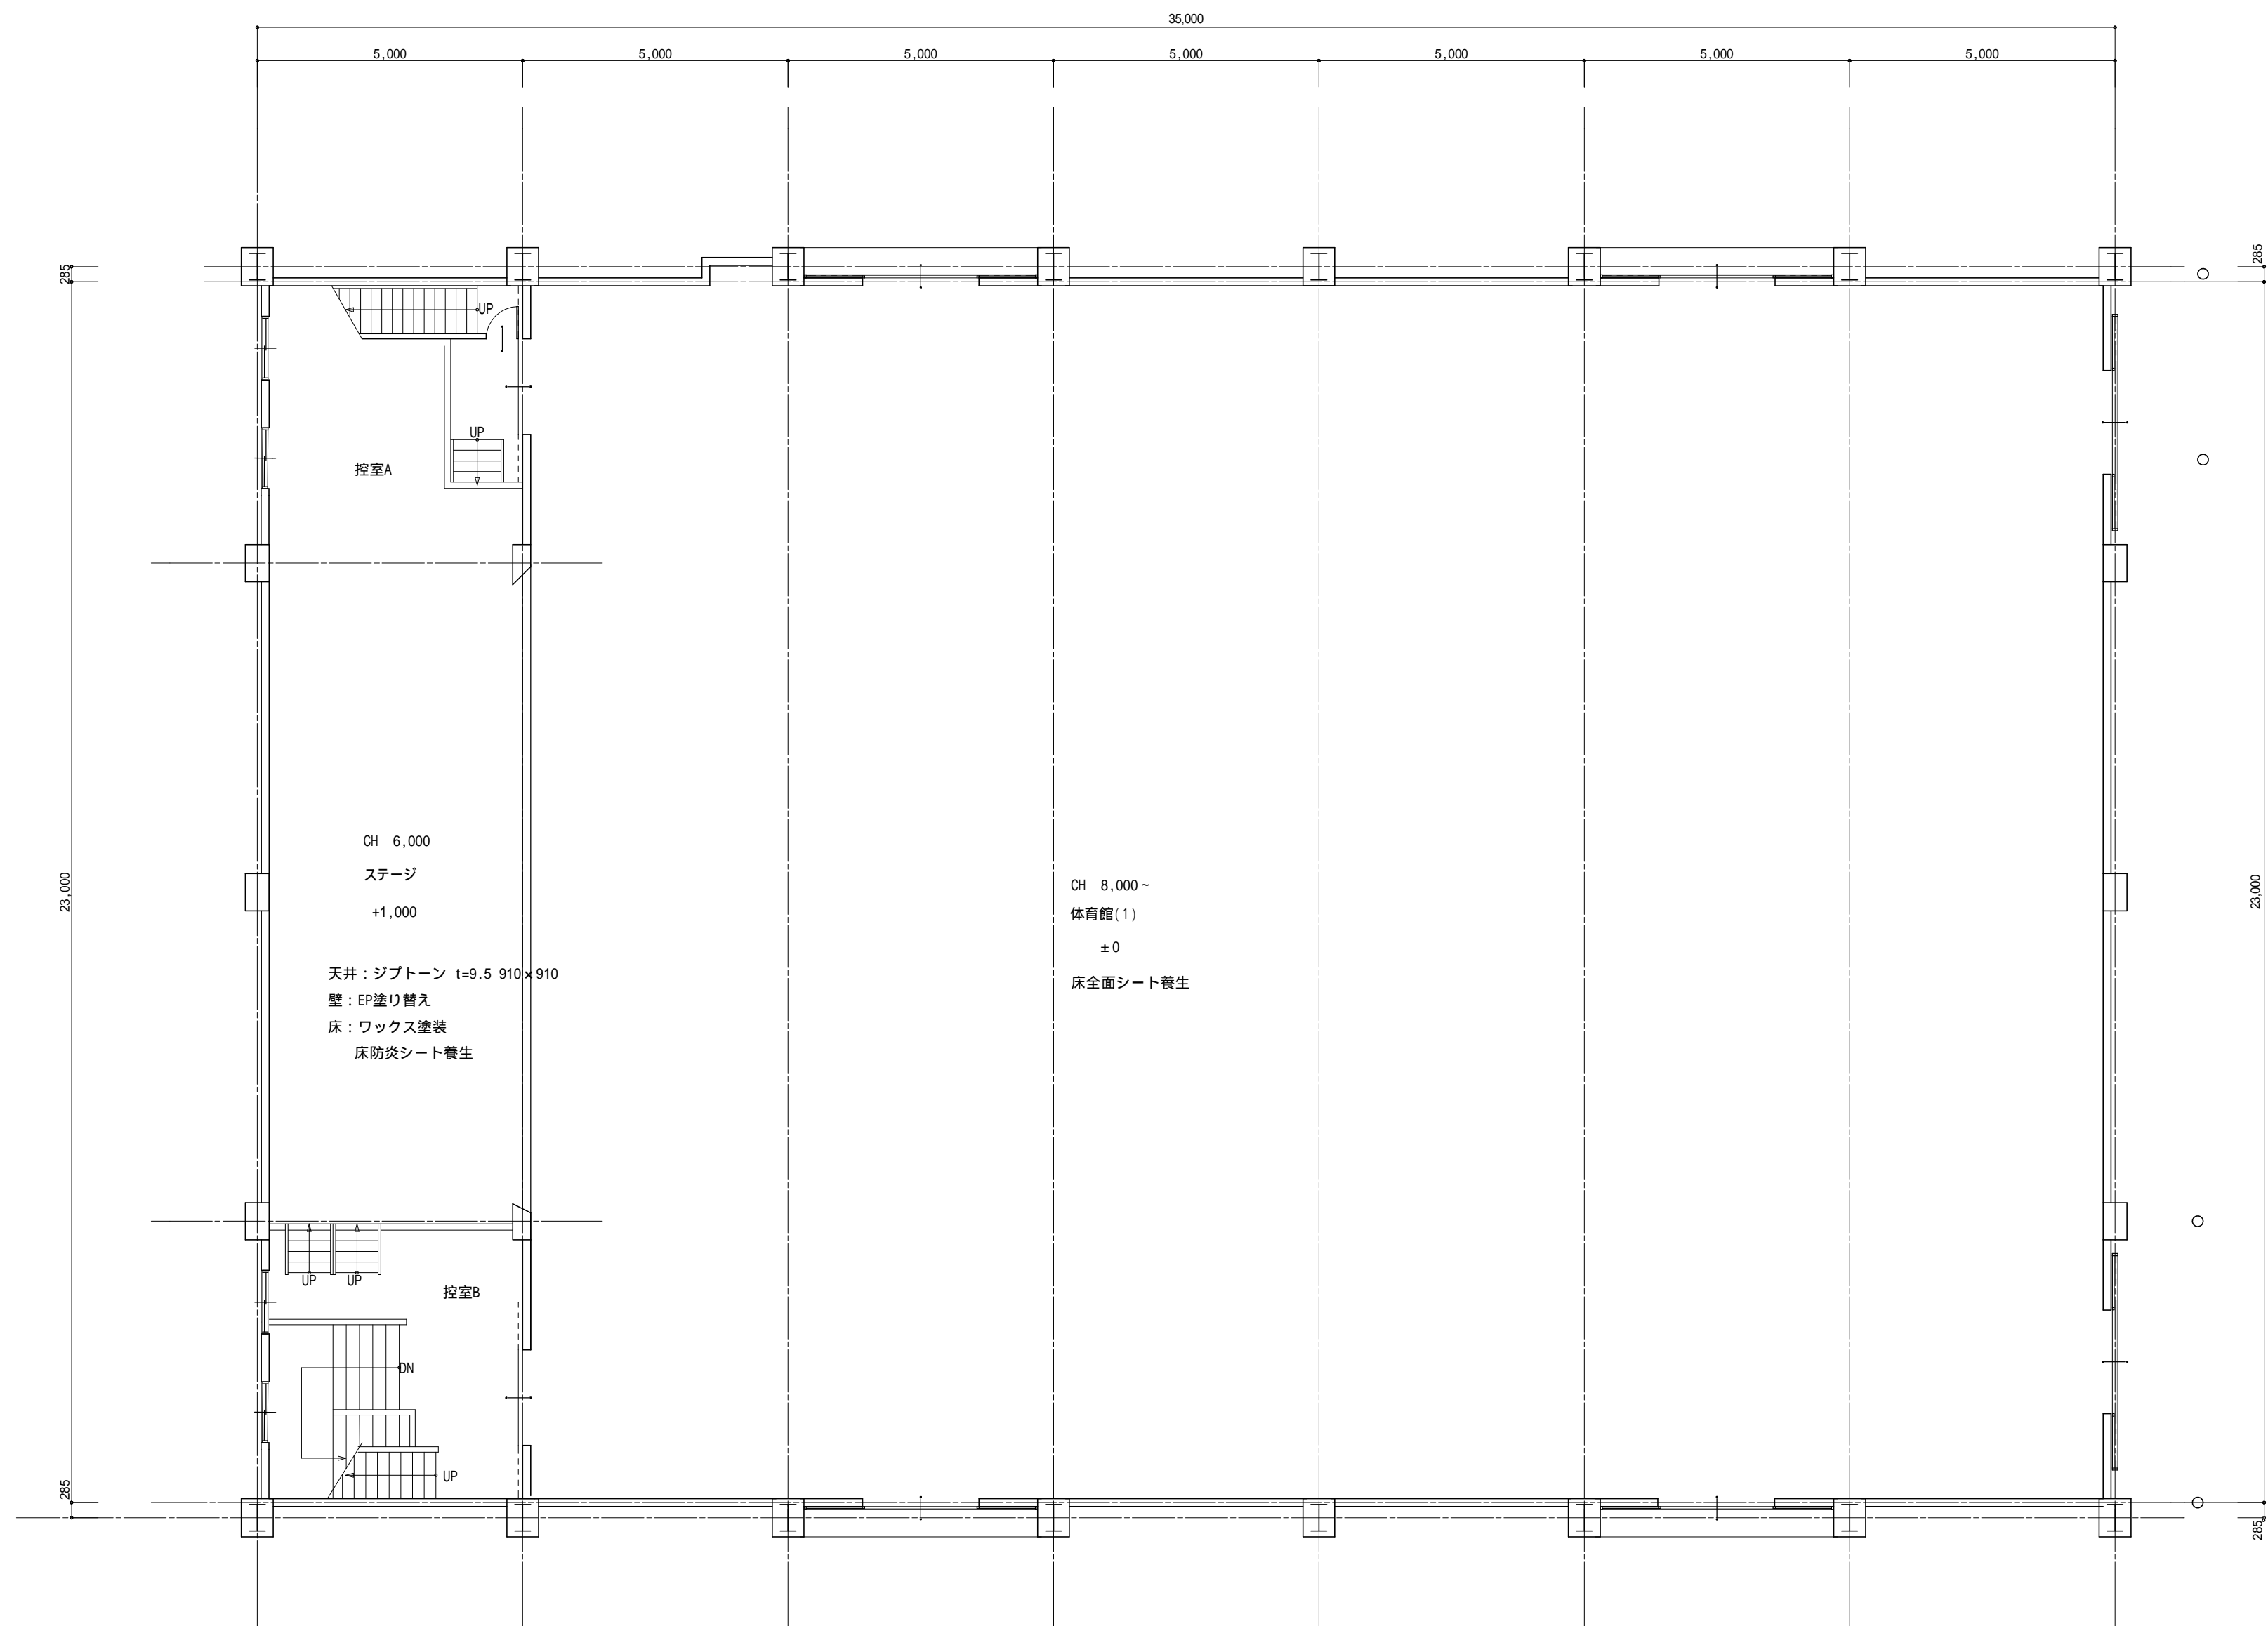 35,000
5,000
5,000
5,000
5,000
5,000
5,000
5,000
285
285
UP
UP
控室A
CH 6,000
ステージ
+1,000
天井：ジプトーン t=9.5 910×910
壁：EP塗り替え
床：ワックス塗装
床防炎シート養生
CH 8,000~
体育館(1)
±0
床全面シート養生
23,000
23,000
UP
UP
控室B
DN
UP
285
285